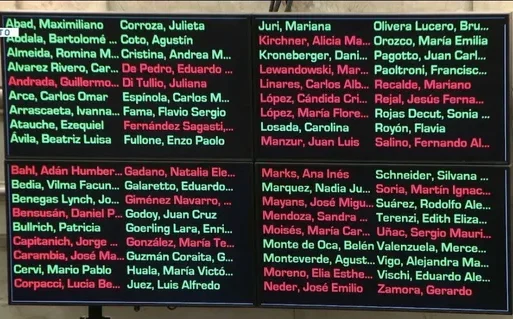 TO
Abad, Maximiliano Corroza, Julieta
Abdala, Bartolomé ... Coto, Agustín
Almeida, Romina M... Cristina, Andrea M...
Alvarez Rivero, Car... De Pedro, Eduardo ...
Andrada, Guillermo... Di Tullio, Juliana
Arce, Carlos Omar Espínola, Carlos M...
Arrascaeta, Ivanna... Fama, Flavio Sergio
Atauche, Ezequiel Fernández Sagasti,...
Ávila, Beatriz Luisa Fullone, Enzo Paolo
Juri, Mariana Olivera Lucero, Bru...
Kirchner, Alicia Ma... Orozco, María Emilia
Kroneberger, Dani... Pagotto, Juan Carl...
Lewandowski, Mar... Paoltroni, Francisc...
Linares, Carlos Alb... Recalde, Mariano
López, Cándida Cri... Rejal, Jesús Ferna...
López, María Flore... Rojas Decut, Sonia ...
Losada, Carolina Royón, Flavia
Manzur, Juan Luis Salino, Fernando Al...
Bahl, Adán Humber... Gadano, Natalia Ele...
Bedia, Vilma Facun... Galaretto, Eduardo...
Benegas Lynch, Jo... Giménez Navarro, ...
Bensusán, Daniel P... Godoy, Juan Cruz
Bullrich, Patricia Goerling Lara, Enri...
Capitanich, Jorge ... González, María Te...
Carambia, José Ma... Guzmán Coraita, G...
Cervi, Mario Pablo Huala, María Victó...
Corpacci, Lucia Be... Juez, Luis Alfredo
Marks, Ana Inés Schneider, Silvana ...
Marquez, Nadia Ju... Soria, Martín Ignac...
Mayans, José Migu... Suárez, Rodolfo Ale...
Mendoza, Sandra ... Terenzi, Edith Eliza...
Moisés, María Car... Uñac, Sergio Mauri...
Monte de Oca, Belén Valenzuela, Merce...
Monteverde, Agust... Vigo, Alejandra Ma...
Moreno, Elia Esthe... Vischi, Eduardo Ale...
Neder, José Emilio Zamora, Gerardo